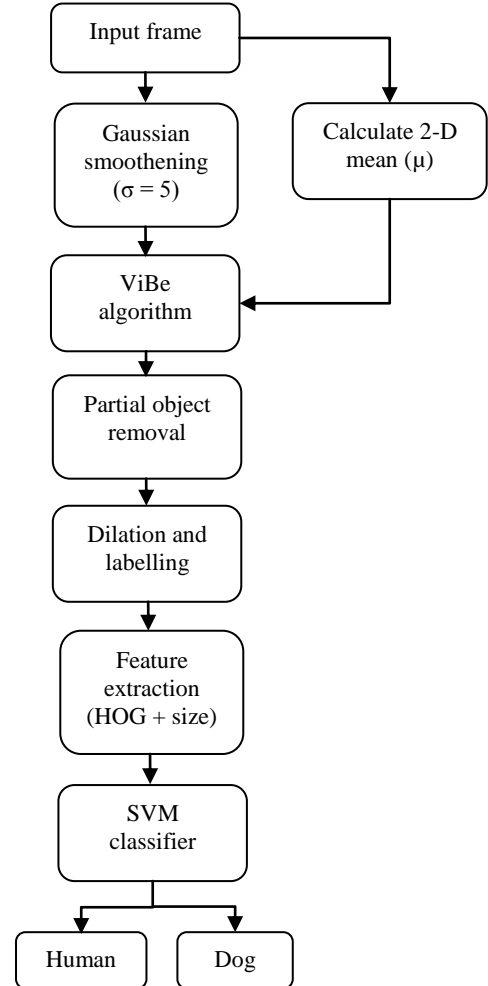 Input frame
Gaussian
smoothening
(σ = 5)
Calculate 2-D
mean (μ)
ViBe
algorithm
Partial object
removal
Dilation and
labelling
Feature
extraction
(HOG + size)
SVM
classifier
Human
Dog